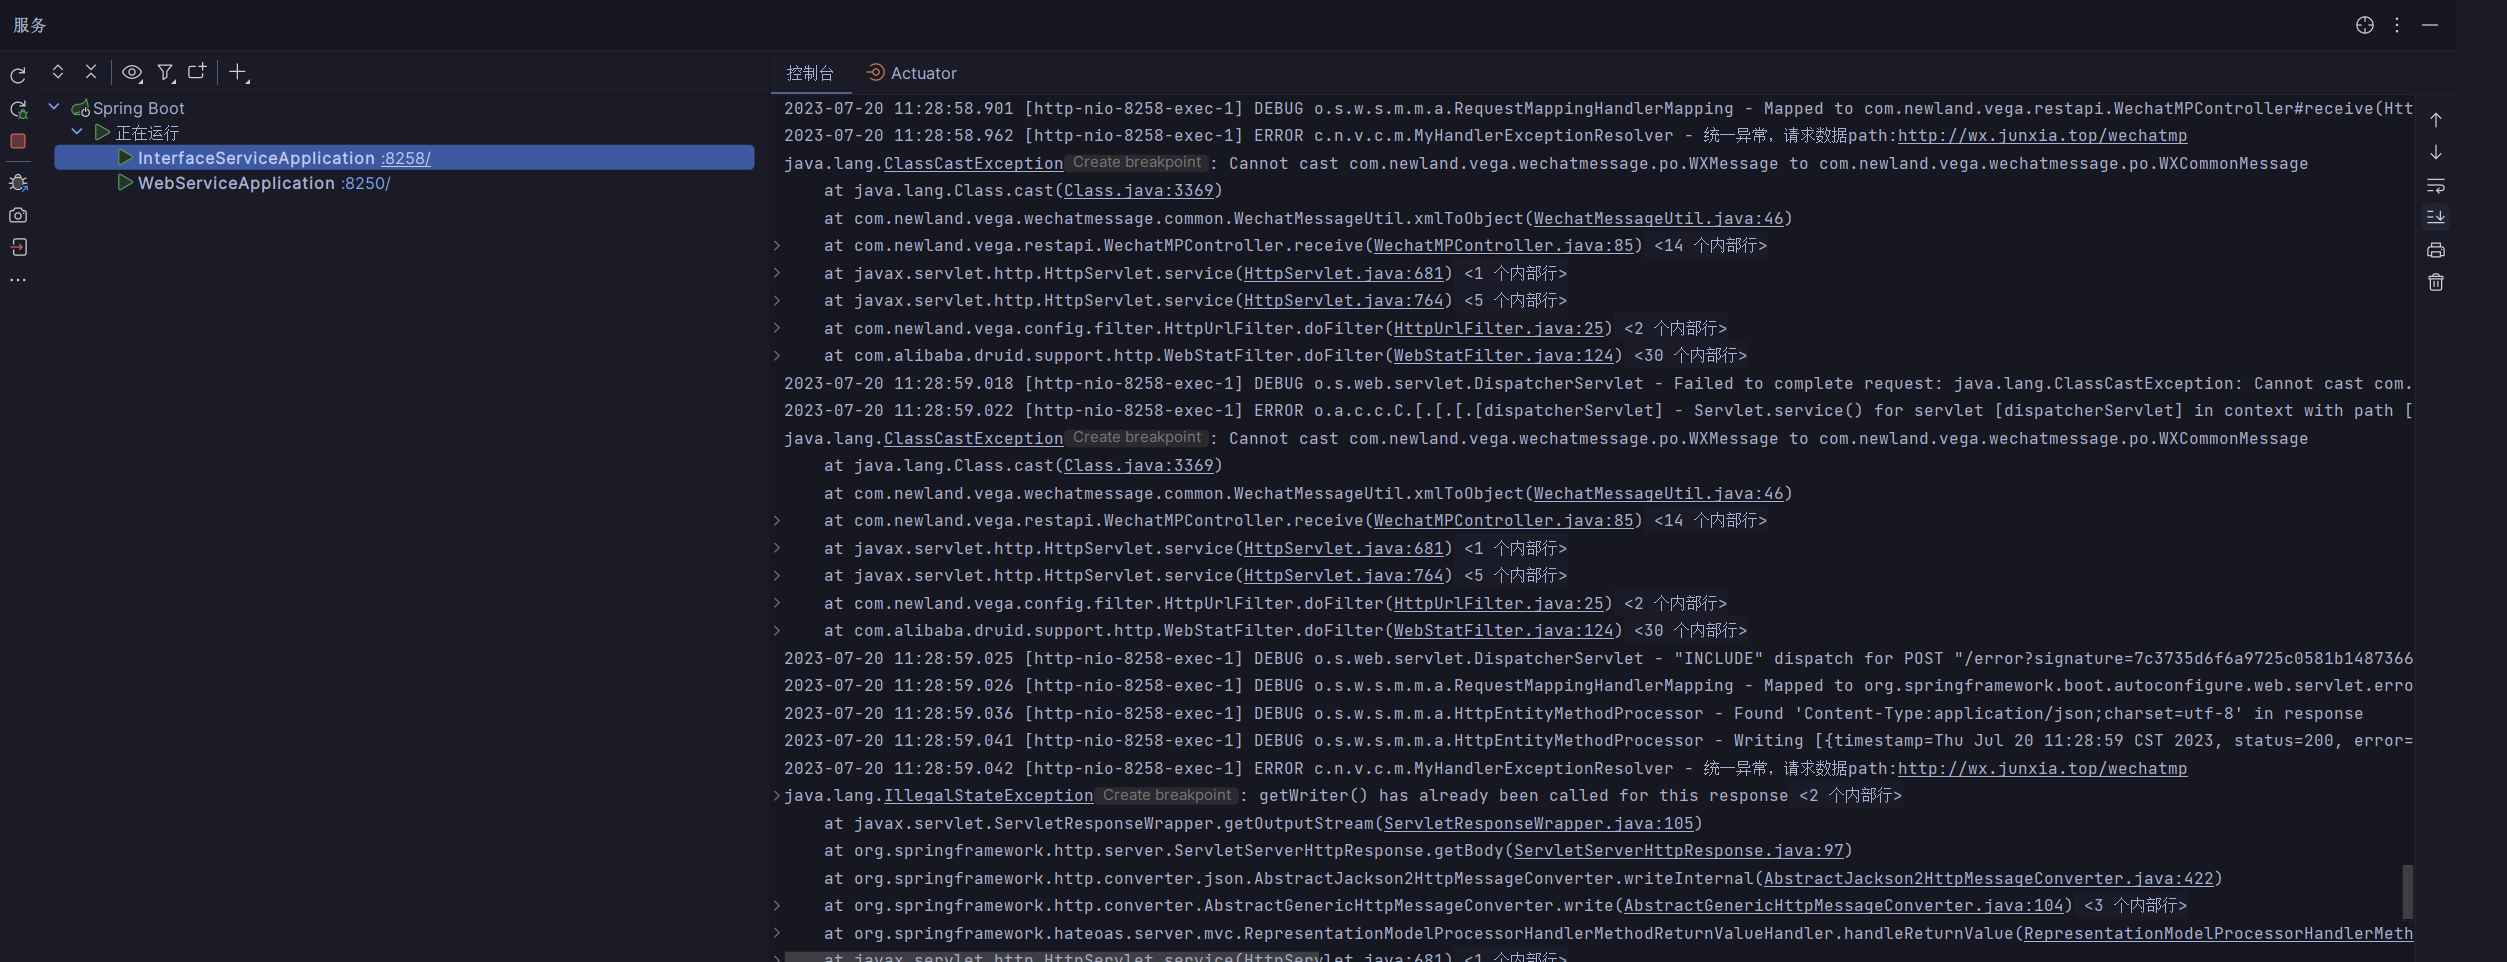 服务
控制台
Actuator
Spring Boot
正在运行
InterfaceServiceApplication :8258/
WebServiceApplication :8250/
2023-07-20 11:28:58.901 [http-nio-8258-exec-1] DEBUG o.s.w.s.m.m.a.RequestMappingHandlerMapping - Mapped to com.newland.vega.restapi.WechatMPController#receive(Htt
2023-07-20 11:28:58.962 [http-nio-8258-exec-1] ERROR c.n.v.c.m.MyHandlerExceptionResolver - 统一异常，请求数据path:http://wx.junxia.top/wechatmp
java.lang.ClassCastException Create breakpoint : Cannot cast com.newland.vega.wechatmessage.po.WXMessage to com.newland.vega.wechatmessage.po.WXCommonMessage
at java.lang.Class.cast(Class.java:3369)
at com.newland.vega.wechatmessage.common.WechatMessageUtil.xmlToObject(WechatMessageUtil.java:46)
at com.newland.vega.restapi.WechatMPController.receive(WechatMPController.java:85) <14 个内部行>
at javax.servlet.http.HttpServlet.service(HttpServlet.java:681) <1 个内部行>
at javax.servlet.http.HttpServlet.service(HttpServlet.java:764) <5 个内部行>
at com.newland.vega.config.filter.HttpUrlFilter.doFilter(HttpUrlFilter.java:25) <2 个内部行>
at com.alibaba.druid.support.http.WebStatFilter.doFilter(WebStatFilter.java:124) <30 个内部行>
2023-07-20 11:28:59.018 [http-nio-8258-exec-1] DEBUG o.s.web.servlet.DispatcherServlet - Failed to complete request: java.lang.ClassCastException: Cannot cast com.
2023-07-20 11:28:59.022 [http-nio-8258-exec-1] ERROR o.a.c.c.C.[.[.[.[dispatcherServlet] - Servlet.service() for servlet [dispatcherServlet] in context with path [
java.lang.ClassCastException Create breakpoint : Cannot cast com.newland.vega.wechatmessage.po.WXMessage to com.newland.vega.wechatmessage.po.WXCommonMessage
at java.lang.Class.cast(Class.java:3369)
at com.newland.vega.wechatmessage.common.WechatMessageUtil.xmlToObject(WechatMessageUtil.java:46)
at com.newland.vega.restapi.WechatMPController.receive(WechatMPController.java:85) <14 个内部行>
at javax.servlet.http.HttpServlet.service(HttpServlet.java:681) <1 个内部行>
at javax.servlet.http.HttpServlet.service(HttpServlet.java:764) <5 个内部行>
at com.newland.vega.config.filter.HttpUrlFilter.doFilter(HttpUrlFilter.java:25) <2 个内部行>
at com.alibaba.druid.support.http.WebStatFilter.doFilter(WebStatFilter.java:124) <30 个内部行>
2023-07-20 11:28:59.025 [http-nio-8258-exec-1] DEBUG o.s.web.servlet.DispatcherServlet - "INCLUDE" dispatch for POST "/error?signature=7c3735d6f6a9725c0581b1487366
2023-07-20 11:28:59.026 [http-nio-8258-exec-1] DEBUG o.s.w.s.m.m.a.RequestMappingHandlerMapping - Mapped to org.springframework.boot.autoconfigure.web.servlet.erro
2023-07-20 11:28:59.036 [http-nio-8258-exec-1] DEBUG o.s.w.s.m.m.a.HttpEntityMethodProcessor - Found 'Content-Type:application/json;charset=utf-8' in response
2023-07-20 11:28:59.041 [http-nio-8258-exec-1] DEBUG o.s.w.s.m.m.a.HttpEntityMethodProcessor - Writing [{timestamp=Thu Jul 20 11:28:59 CST 2023, status=200, error=
2023-07-20 11:28:59.042 [http-nio-8258-exec-1] ERROR c.n.v.c.m.MyHandlerExceptionResolver - 统一异常，请求数据path:http://wx.junxia.top/wechatmp
java.lang.IllegalStateException Create breakpoint : getWriter() has already been called for this response <2 个内部行>
at javax.servlet.ServletResponseWrapper.getOutputStream(ServletResponseWrapper.java:105)
at org.springframework.http.server.ServletServerHttpResponse.getBody(ServletServerHttpResponse.java:97)
at org.springframework.http.converter.json.AbstractJackson2HttpMessageConverter.writeInternal(AbstractJackson2HttpMessageConverter.java:422)
at org.springframework.http.converter.AbstractGenericHttpMessageConverter.write(AbstractGenericHttpMessageConverter.java:104) <3 个内部行>
at org.springframework.hateoas.server.mvc.RepresentationModelProcessorHandlerMethodReturnValueHandler.handleReturnValue(RepresentationModelProcessorHandlerMeth
at javax.servlet.http.HttpServlet.service(HttpServlet.java:681) <1 个内部行>